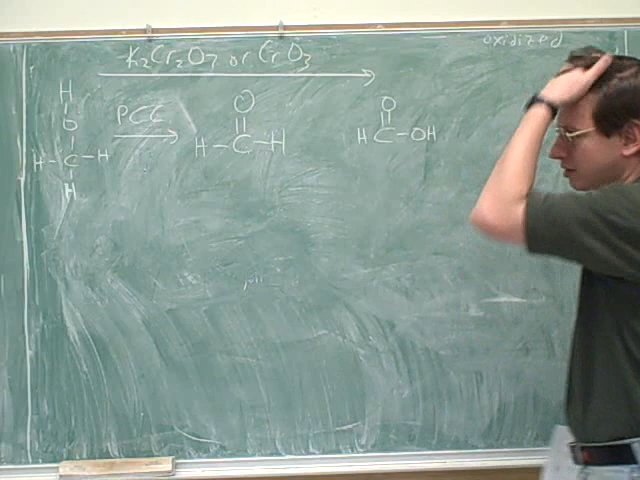 oxidized
K₂Cr₂O₇ or CrO₃
H
O
H-C-H
H
PCC
O
H-C-H
O
H C-OH